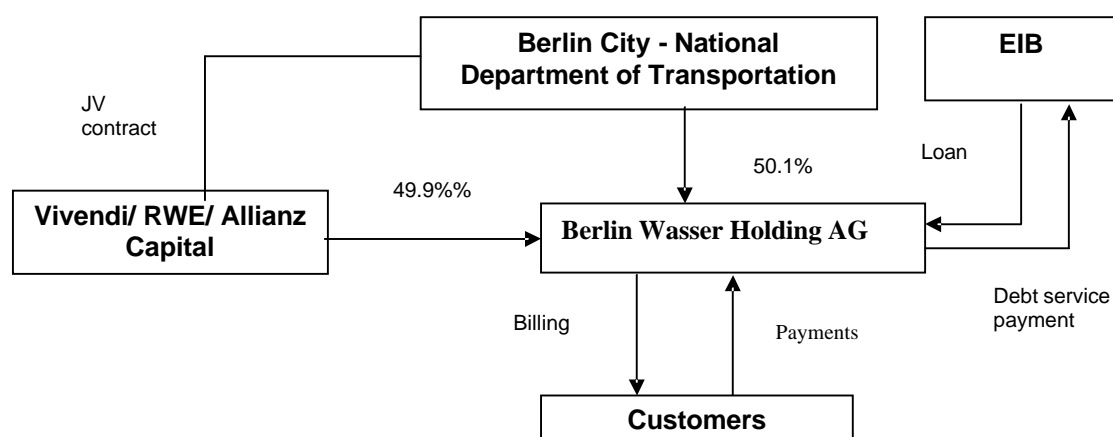 Berlin City - National
Department of Transportation
EIB
JV
contract
Loan
50.1%
49.9%%
Vivendi/ RWE/ Allianz
Capital
Berlin Wasser Holding AG
Debt service
payment
Billing
Payments
Customers